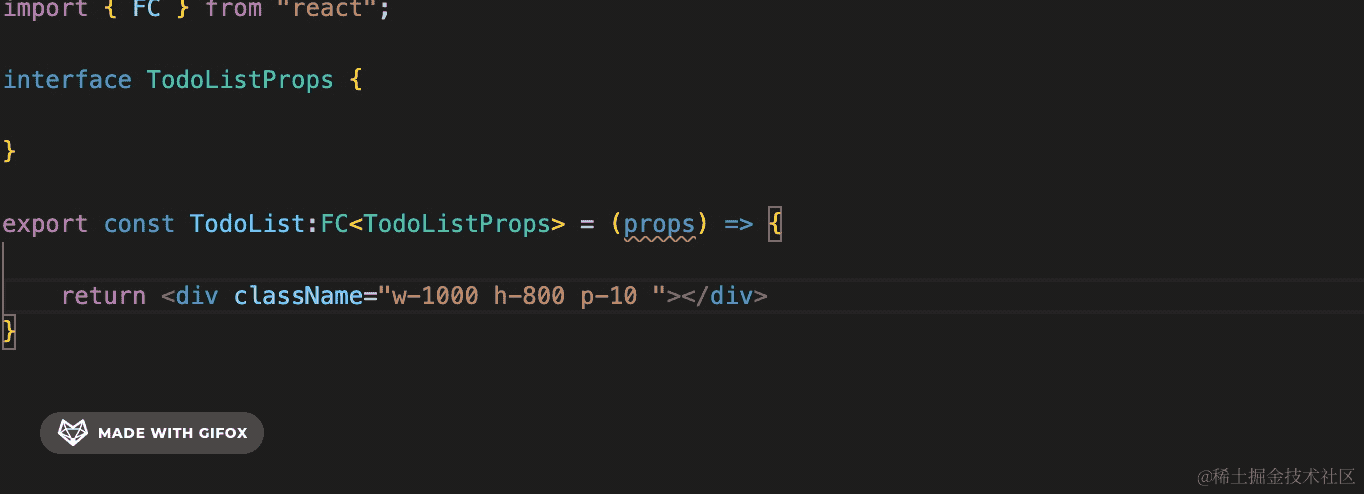 import { FC } from "react";
interface TodoListProps {
}
export const TodoList:FC<TodoListProps> = (props) => {
return <div className="w-1000 h-800 p-10 "></div>
}
MADE WITH GIFOX
@稀土掘金技术社区